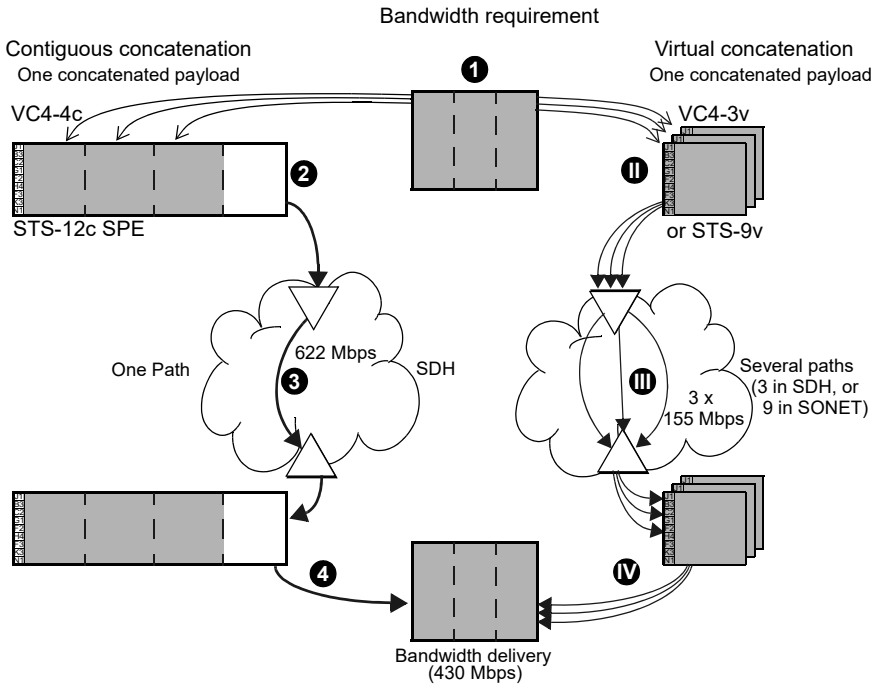 Bandwidth requirement
Contiguous concatenation
One concatenated payload
VC4-4c
1
Virtual concatenation
One concatenated payload
VC4-3v
2
STS-12c SPE
II
or STS-9v
One Path
622 Mbps
3
SDH
III
3 x
155 Mbps
Several paths
(3 in SDH, or
9 in SONET)
4
IV
Bandwidth delivery
(430 Mbps)